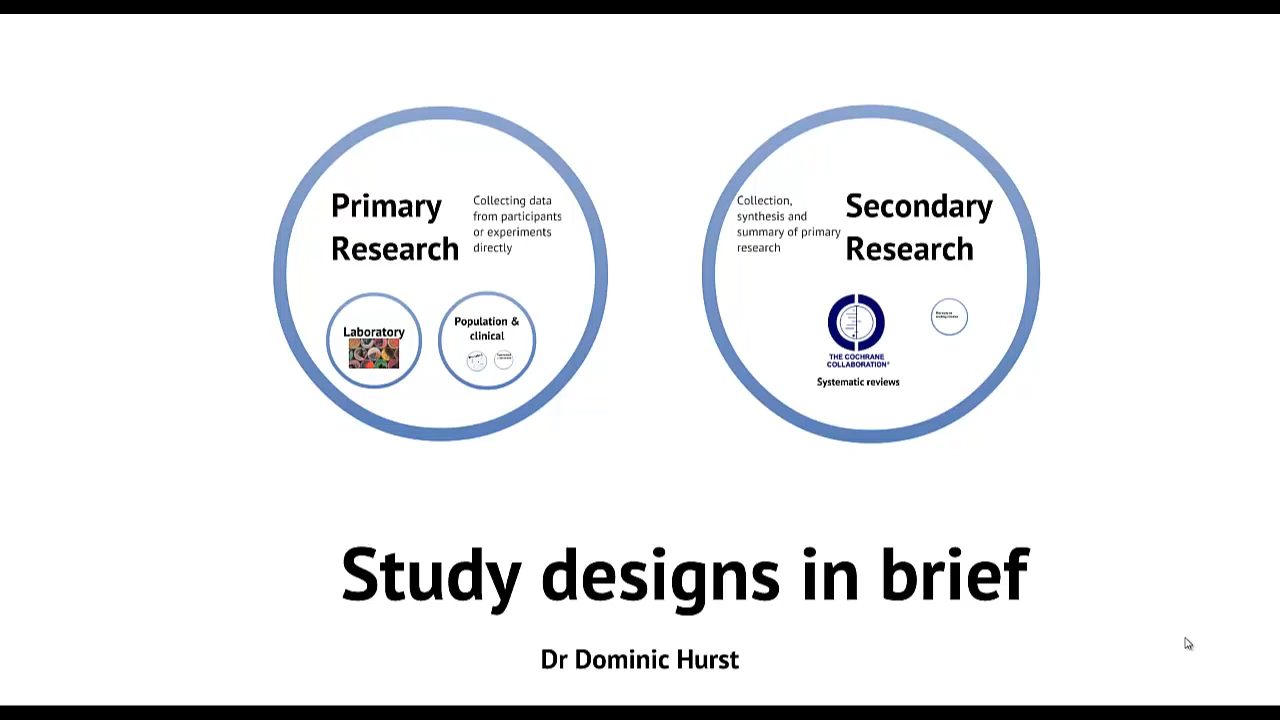 Primary
Research
Collecting data
from participants
or experiments
directly
Laboratory
Population &
clinical
Collection,
synthesis and
summary of primary
research
Secondary
Research
THE COCHRANE
COLLABORATION®
Systematic reviews
Study designs in brief
Dr Dominic Hurst